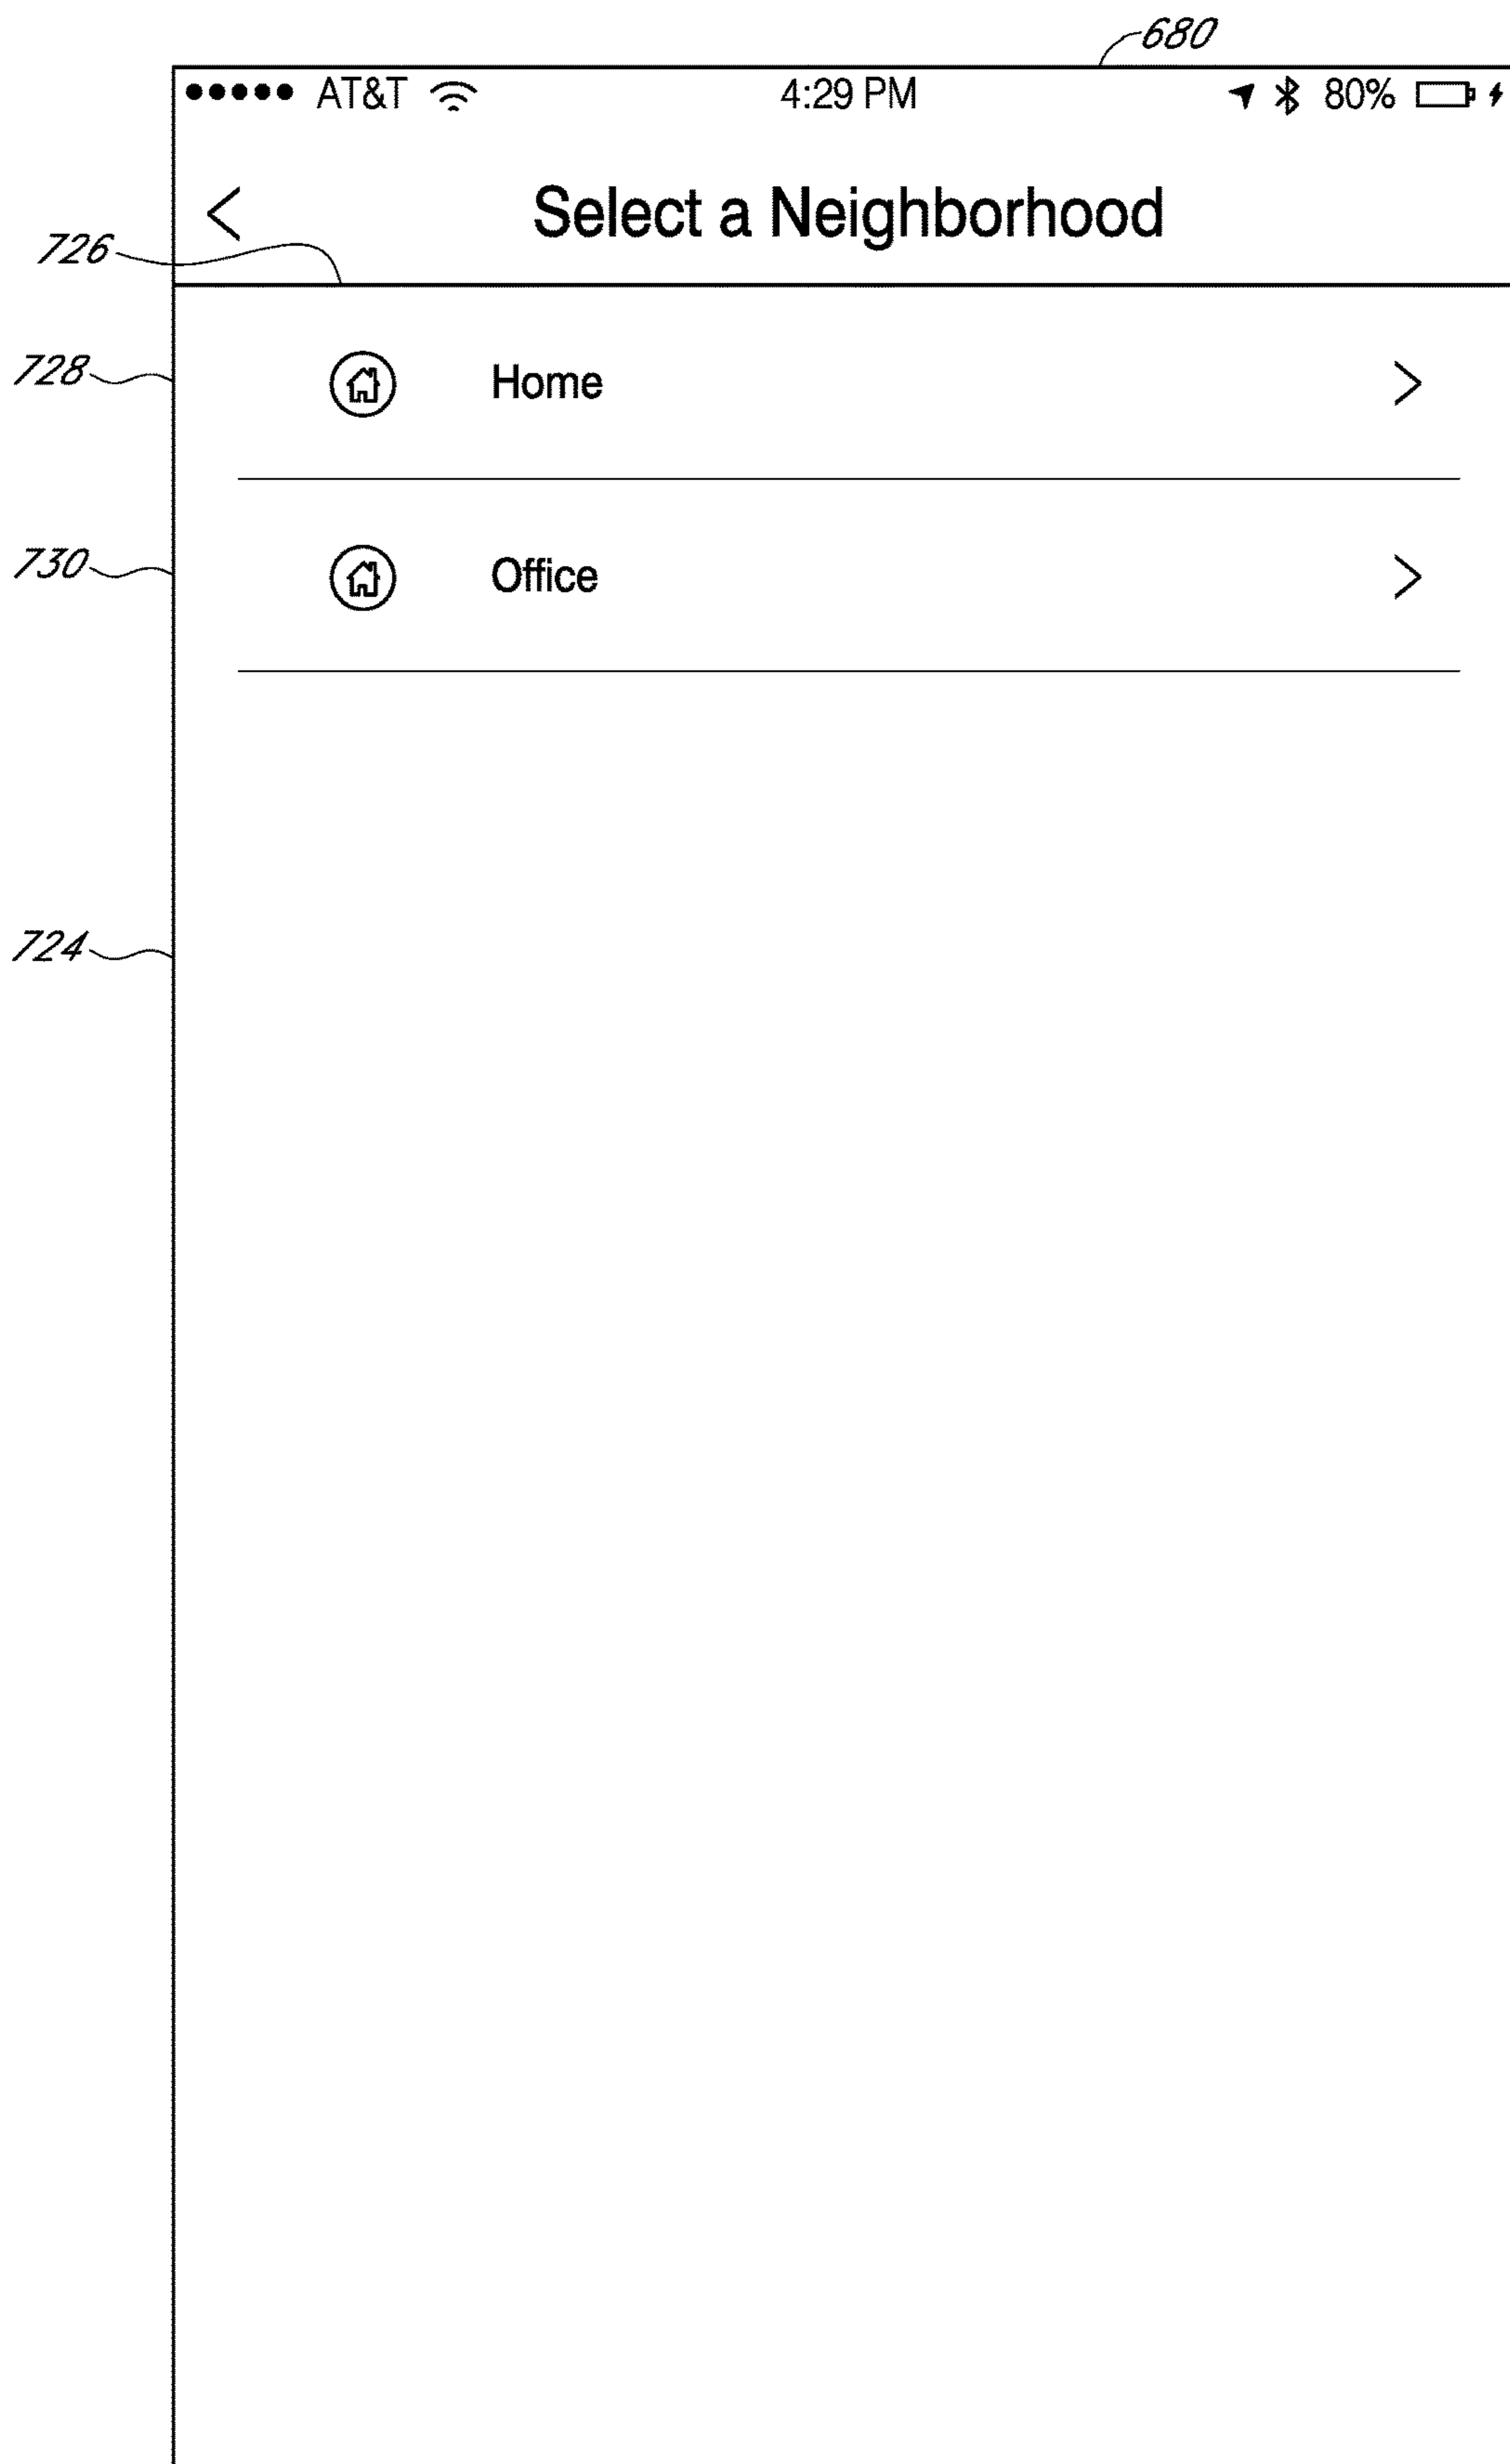 680
AT&T 4:29 PM 80%
Select a Neighborhood
726
728 Home
730 Office
724